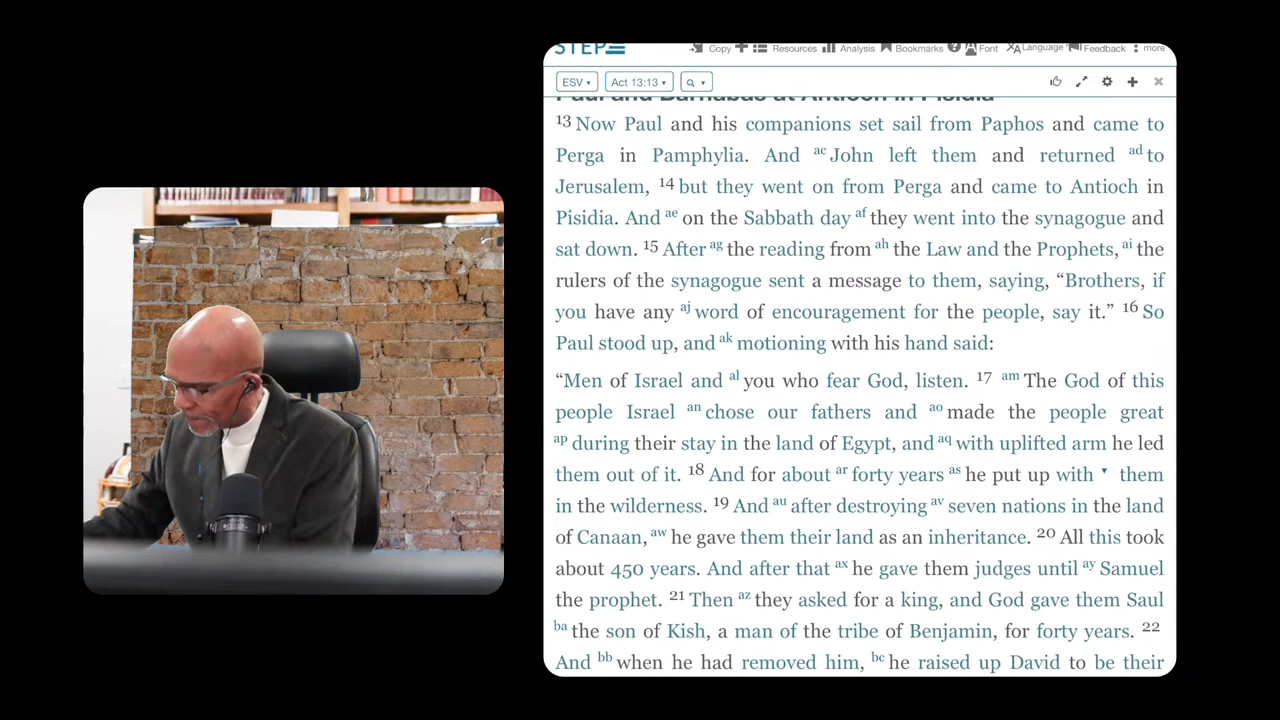 STEP
Copy Resources Analysis Bookmarks Font Language Feedback more
ESV Act 13:13
Paul and Barnabas at Antioch in Pisidia
13 Now Paul and his companions set sail from Paphos and came to
Perga in Pamphylia. And ac John left them and returned ad to
Jerusalem, 14 but they went on from Perga and came to Antioch in
Pisidia. And ae on the Sabbath day af they went into the synagogue and
sat down. 15 After ag the reading from ah the Law and the Prophets, ai the
rulers of the synagogue sent a message to them, saying, “Brothers, if
you have any aj word of encouragement for the people, say it.” 16 So
Paul stood up, and ak motioning with his hand said:
“Men of Israel and al you who fear God, listen. 17 am The God of this
people Israel an chose our fathers and ao made the people great
ap during their stay in the land of Egypt, and aq with uplifted arm he led
them out of it. 18 And for about ar forty years as he put up with them
in the wilderness. 19 And au after destroying av seven nations in the land
of Canaan, aw he gave them their land as an inheritance. 20 All this took
about 450 years. And after that ax he gave them judges until ay Samuel
the prophet. 21 Then az they asked for a king, and God gave them Saul
ba the son of Kish, a man of the tribe of Benjamin, for forty years. 22
And bb when he had removed him, bc he raised up David to be their